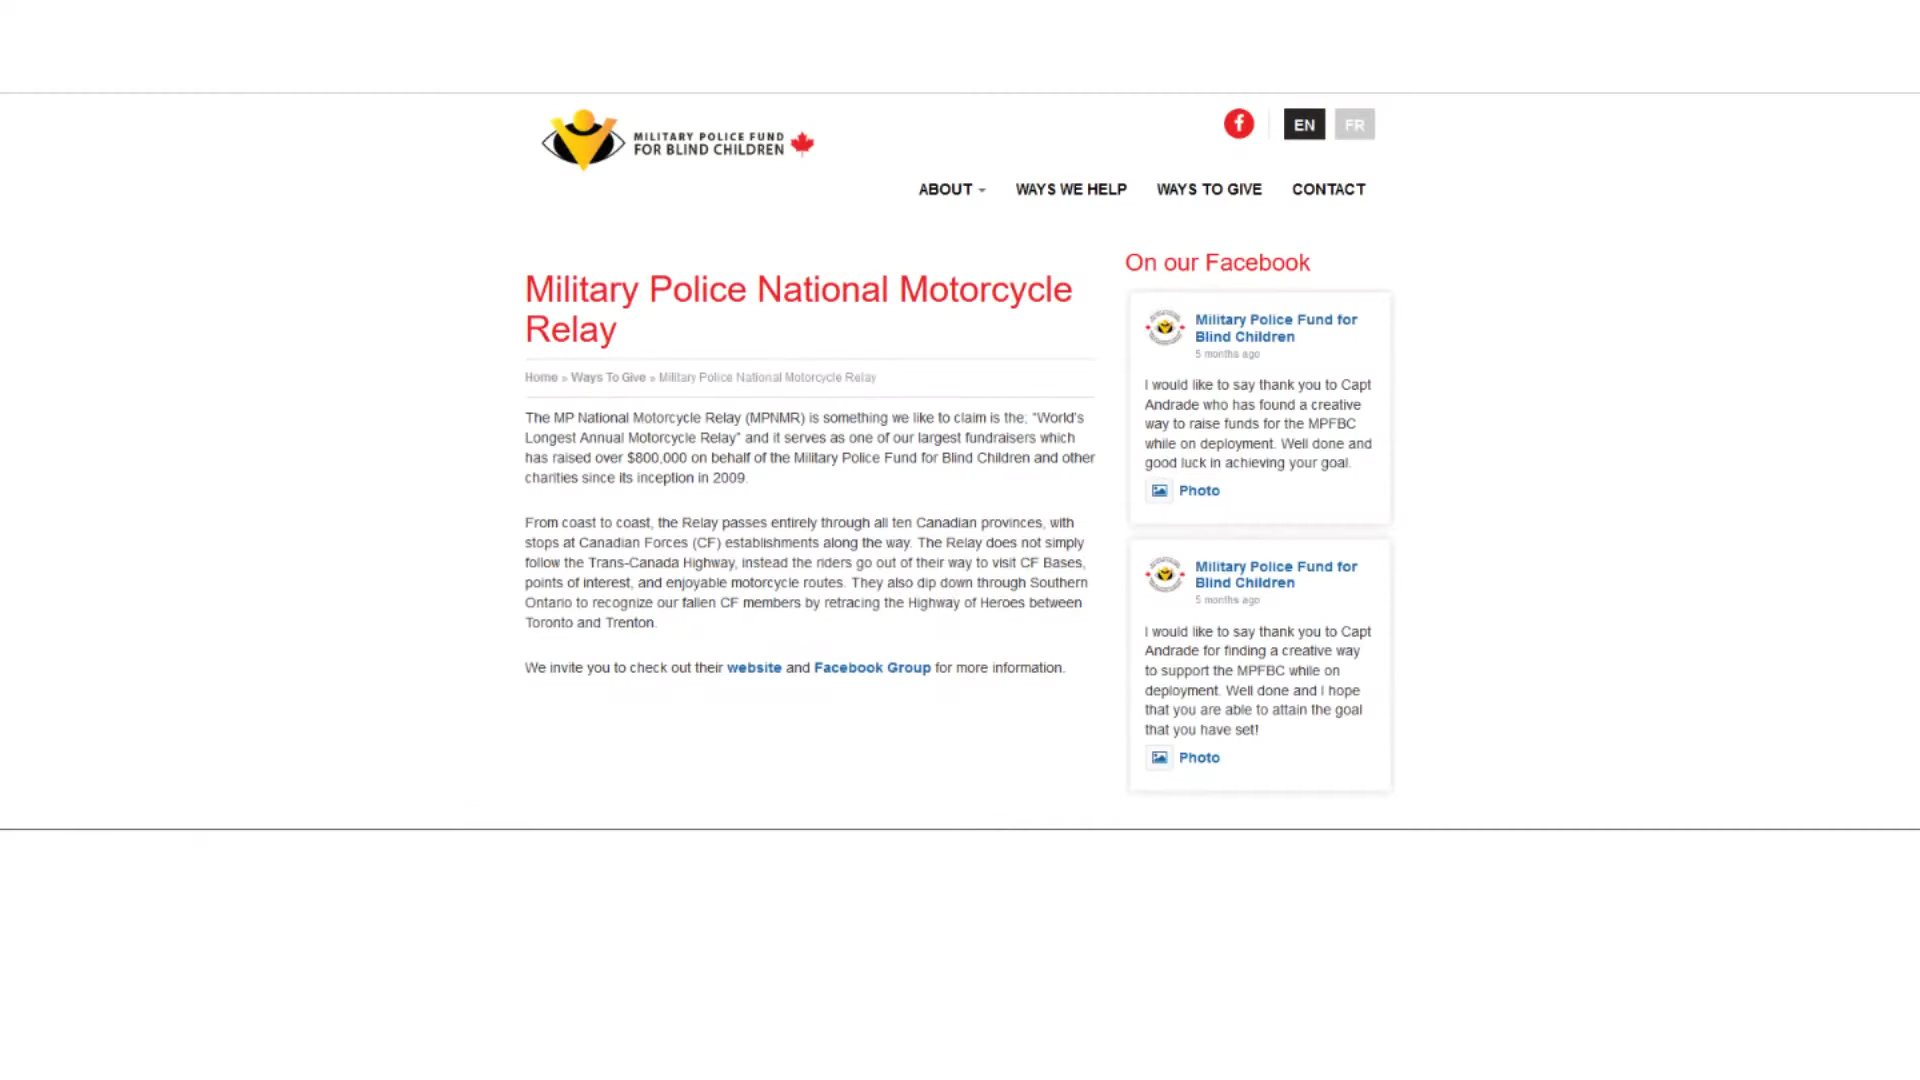 MILITARY POLICE FUND
FOR BLIND CHILDREN
EN
FR
ABOUT
WAYS WE HELP
WAYS TO GIVE
CONTACT
Military Police National Motorcycle
Relay
Home » Ways To Give » Military Police National Motorcycle Relay
The MP National Motorcycle Relay (MPNMR) is something we like to claim is the; “World's
Longest Annual Motorcycle Relay” and it serves as one of our largest fundraisers which
has raised over $800,000 on behalf of the Military Police Fund for Blind Children and other
charities since its inception in 2009.
From coast to coast, the Relay passes entirely through all ten Canadian provinces, with
stops at Canadian Forces (CF) establishments along the way. The Relay does not simply
follow the Trans-Canada Highway, instead the riders go out of their way to visit CF Bases,
points of interest, and enjoyable motorcycle routes. They also dip down through Southern
Ontario to recognize our fallen CF members by retracing the Highway of Heroes between
Toronto and Trenton.
We invite you to check out their website and Facebook Group for more information.
On our Facebook
Military Police Fund for
Blind Children
5 months ago
I would like to say thank you to Capt
Andrade who has found a creative
way to raise funds for the MPFBC
while on deployment. Well done and
good luck in achieving your goal.
Photo
Military Police Fund for
Blind Children
5 months ago
I would like to say thank you to Capt
Andrade for finding a creative way
to support the MPFBC while on
deployment. Well done and I hope
that you are able to attain the goal
that you have set!
Photo